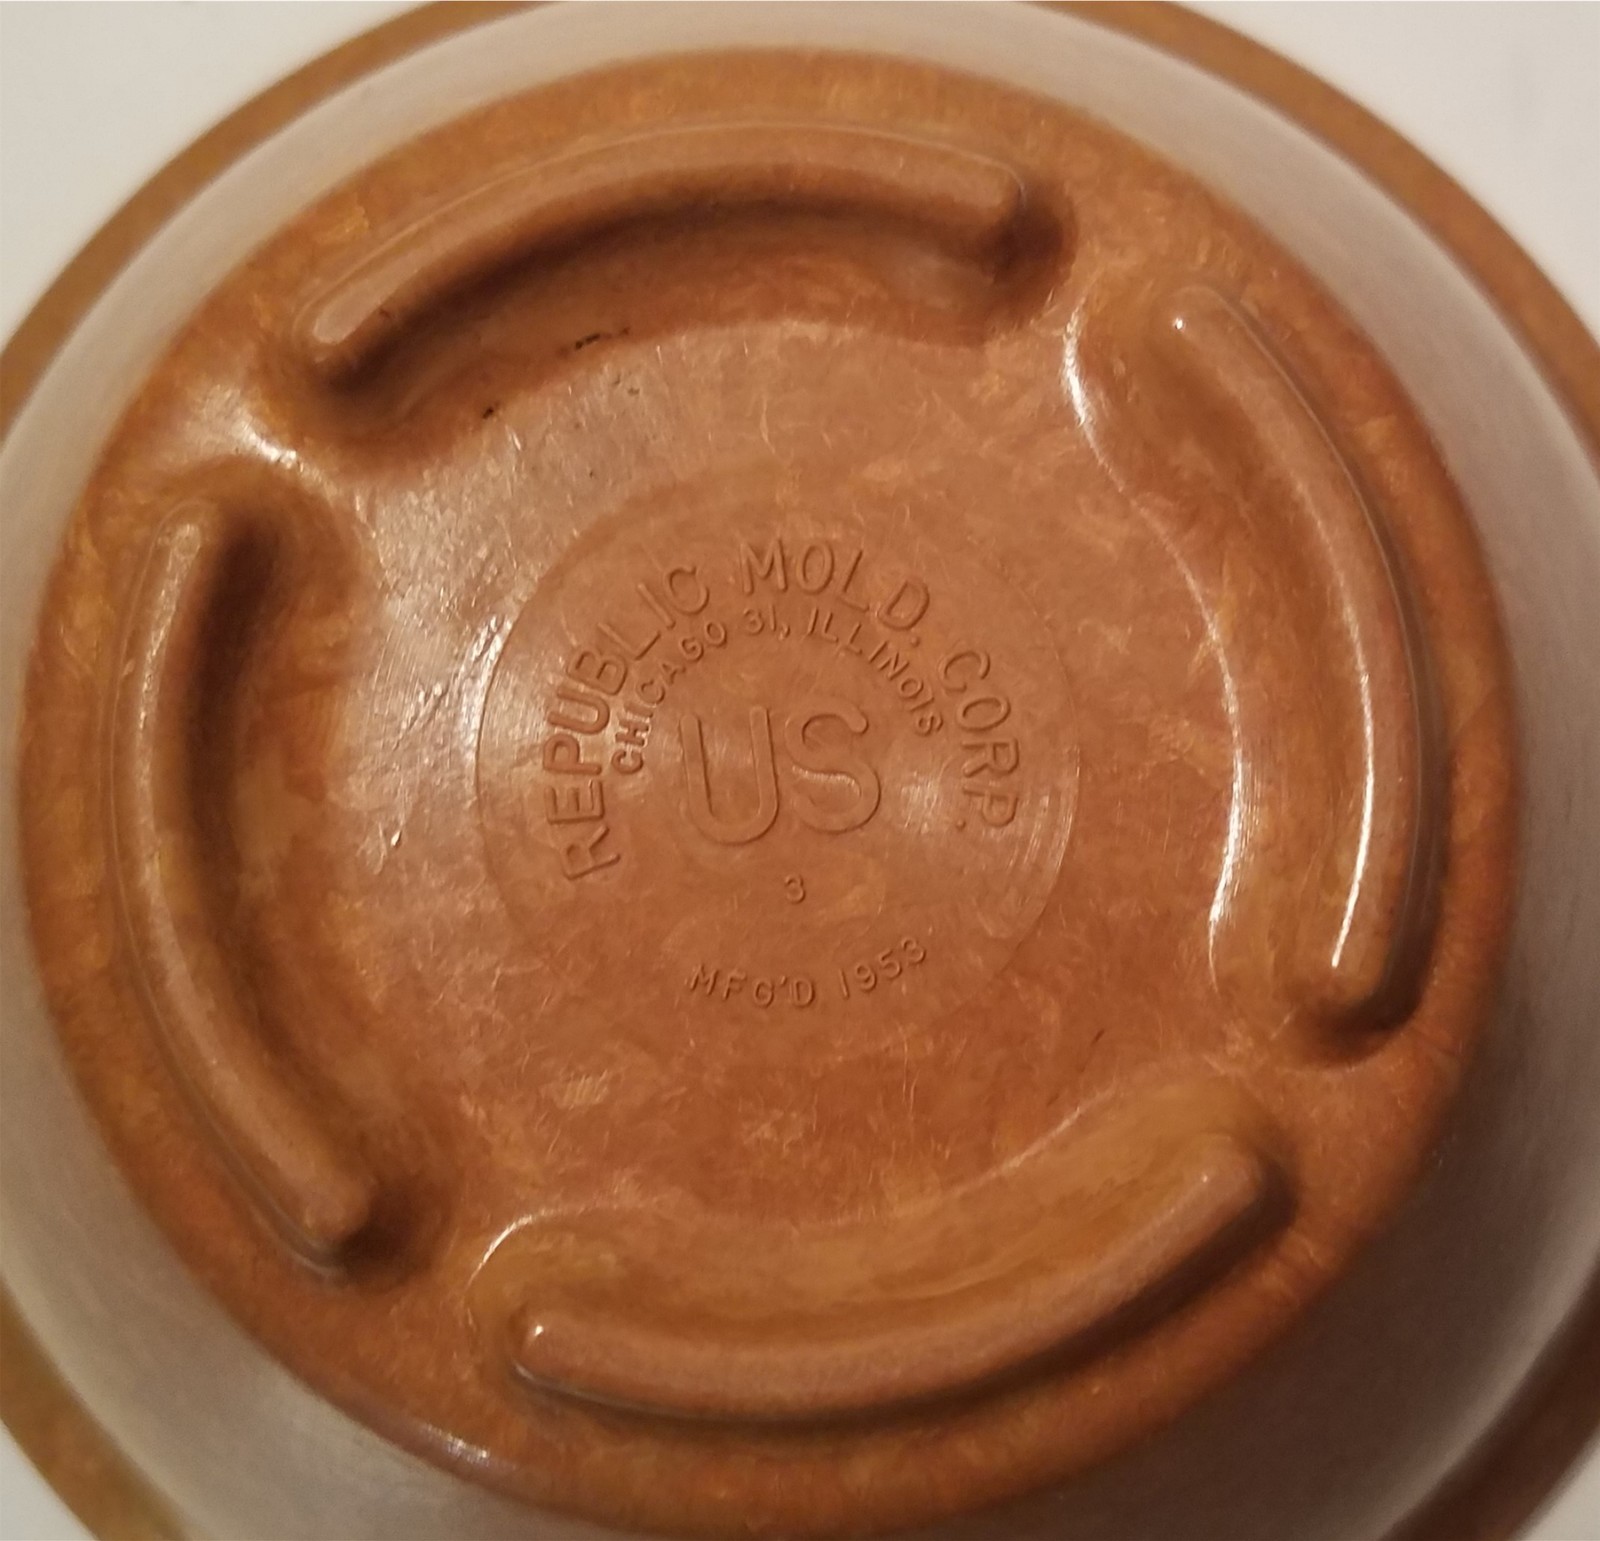 REPUBLIC MOLD. CORP.
CHICAGO 31, ILLINOIS
US
3
MFG'D 1953